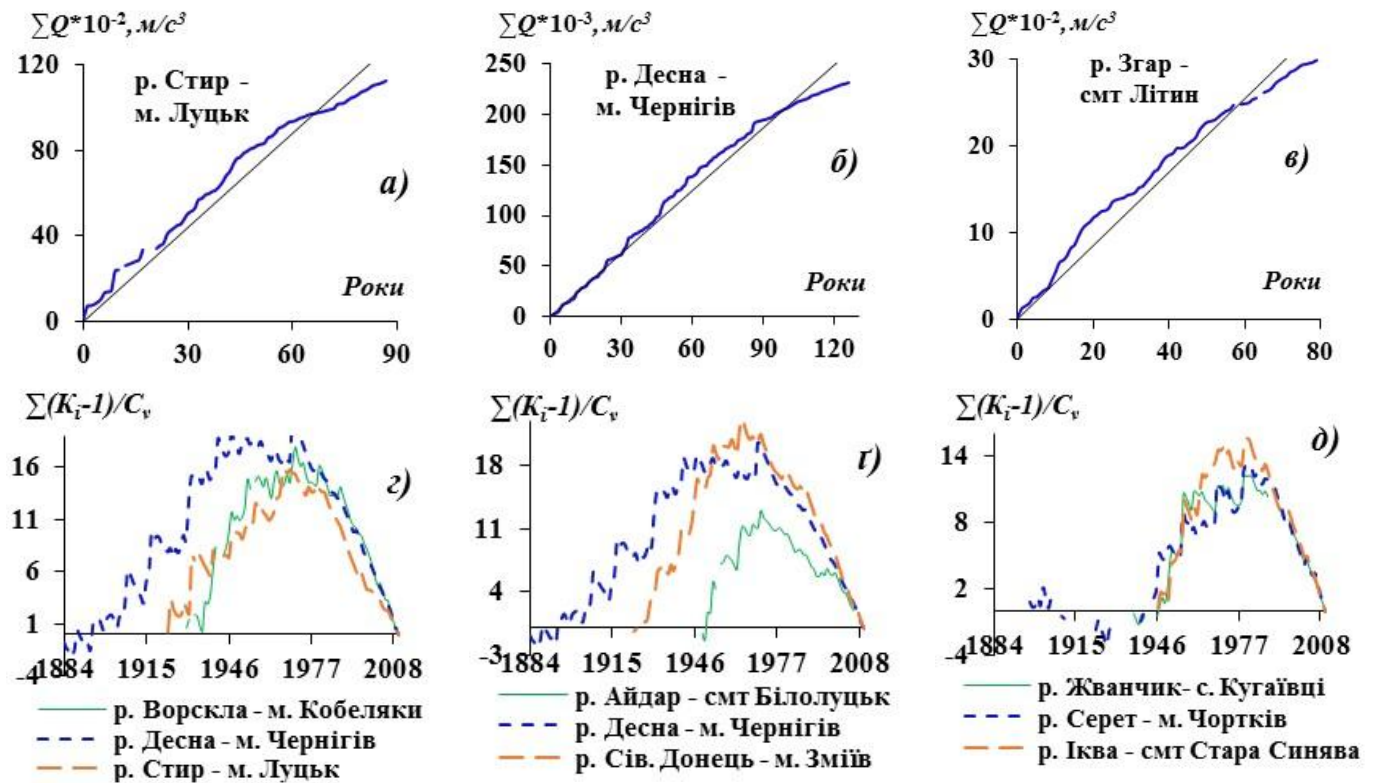 ∑Q*10⁻², м/с³
120
80
40
0
0 30 60 90
р. Стир -
м. Луцьк
а)
Роки
∑Q*10⁻³, м/с³
250
200
150
100
50
0
0 30 60 90 120
р. Десна -
м. Чернігів
б)
Роки
∑Q*10⁻², м/с³
30
20
10
0
0 20 40 60 80
р. Згар -
смт Літин
в)
Роки
∑(Kᵢ-1)/Cᵥ
16
11
6
1
-4
1884 1915 1946 1977 2008
г)
р. Ворскла - м. Кобеляки
р. Десна - м. Чернігів
р. Стир - м. Луцьк
∑(Kᵢ-1)/Cᵥ
18
11
4
-3
1884 1915 1946 1977 2008
ґ)
р. Айдар - смт Білолуцьк
р. Десна - м. Чернігів
р. Сів. Донець - м. Зміїв
∑(Kᵢ-1)/Cᵥ
14
8
2
-4
1884 1915 1946 1977 2008
д)
р. Жванчик- с. Кугаївці
р. Серет - м. Чортків
р. Іква - смт Стара Синява